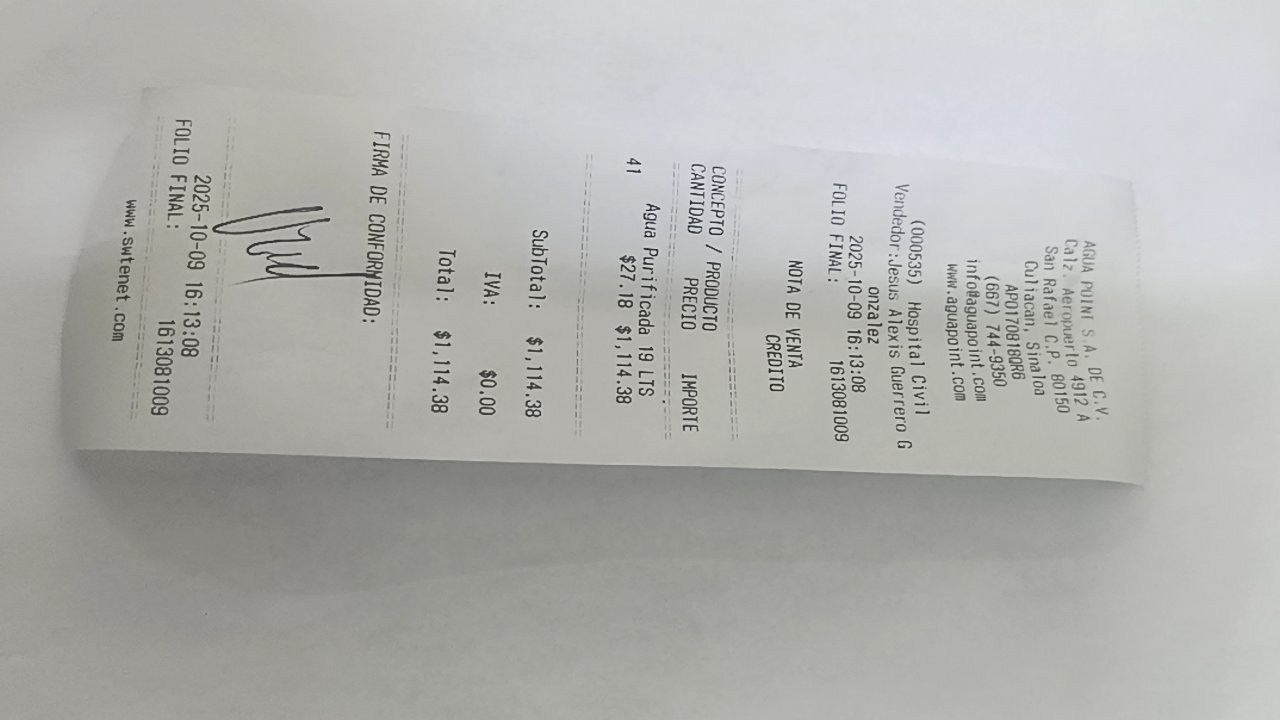 AGUA POINT S.A. DE C.V.
Calz. Aeropuerto 4912 A
San Rafael C.P. 80150
Culiacan, Sinaloa
APO170818QR6
(667) 744-9350
info@aguapoint.com
www.aguapoint.com
(000535) Hospital Civil
Vendedor:Jesus Alexis Guerrero G
onzalez
2025-10-09 16:13:08
FOLIO FINAL: 1613081009
NOTA DE VENTA
CREDITO
CONCEPTO / PRODUCTO
CANTIDAD PRECIO IMPORTE
Agua Purificada 19 LTS
41 $27.18 $1,114.38
SubTotal: $1,114.38
IVA: $0.00
Total: $1,114.38
FIRMA DE CONFORMIDAD:
2025-10-09 16:13:08
FOLIO FINAL: 1613081009
www.swtenet.com